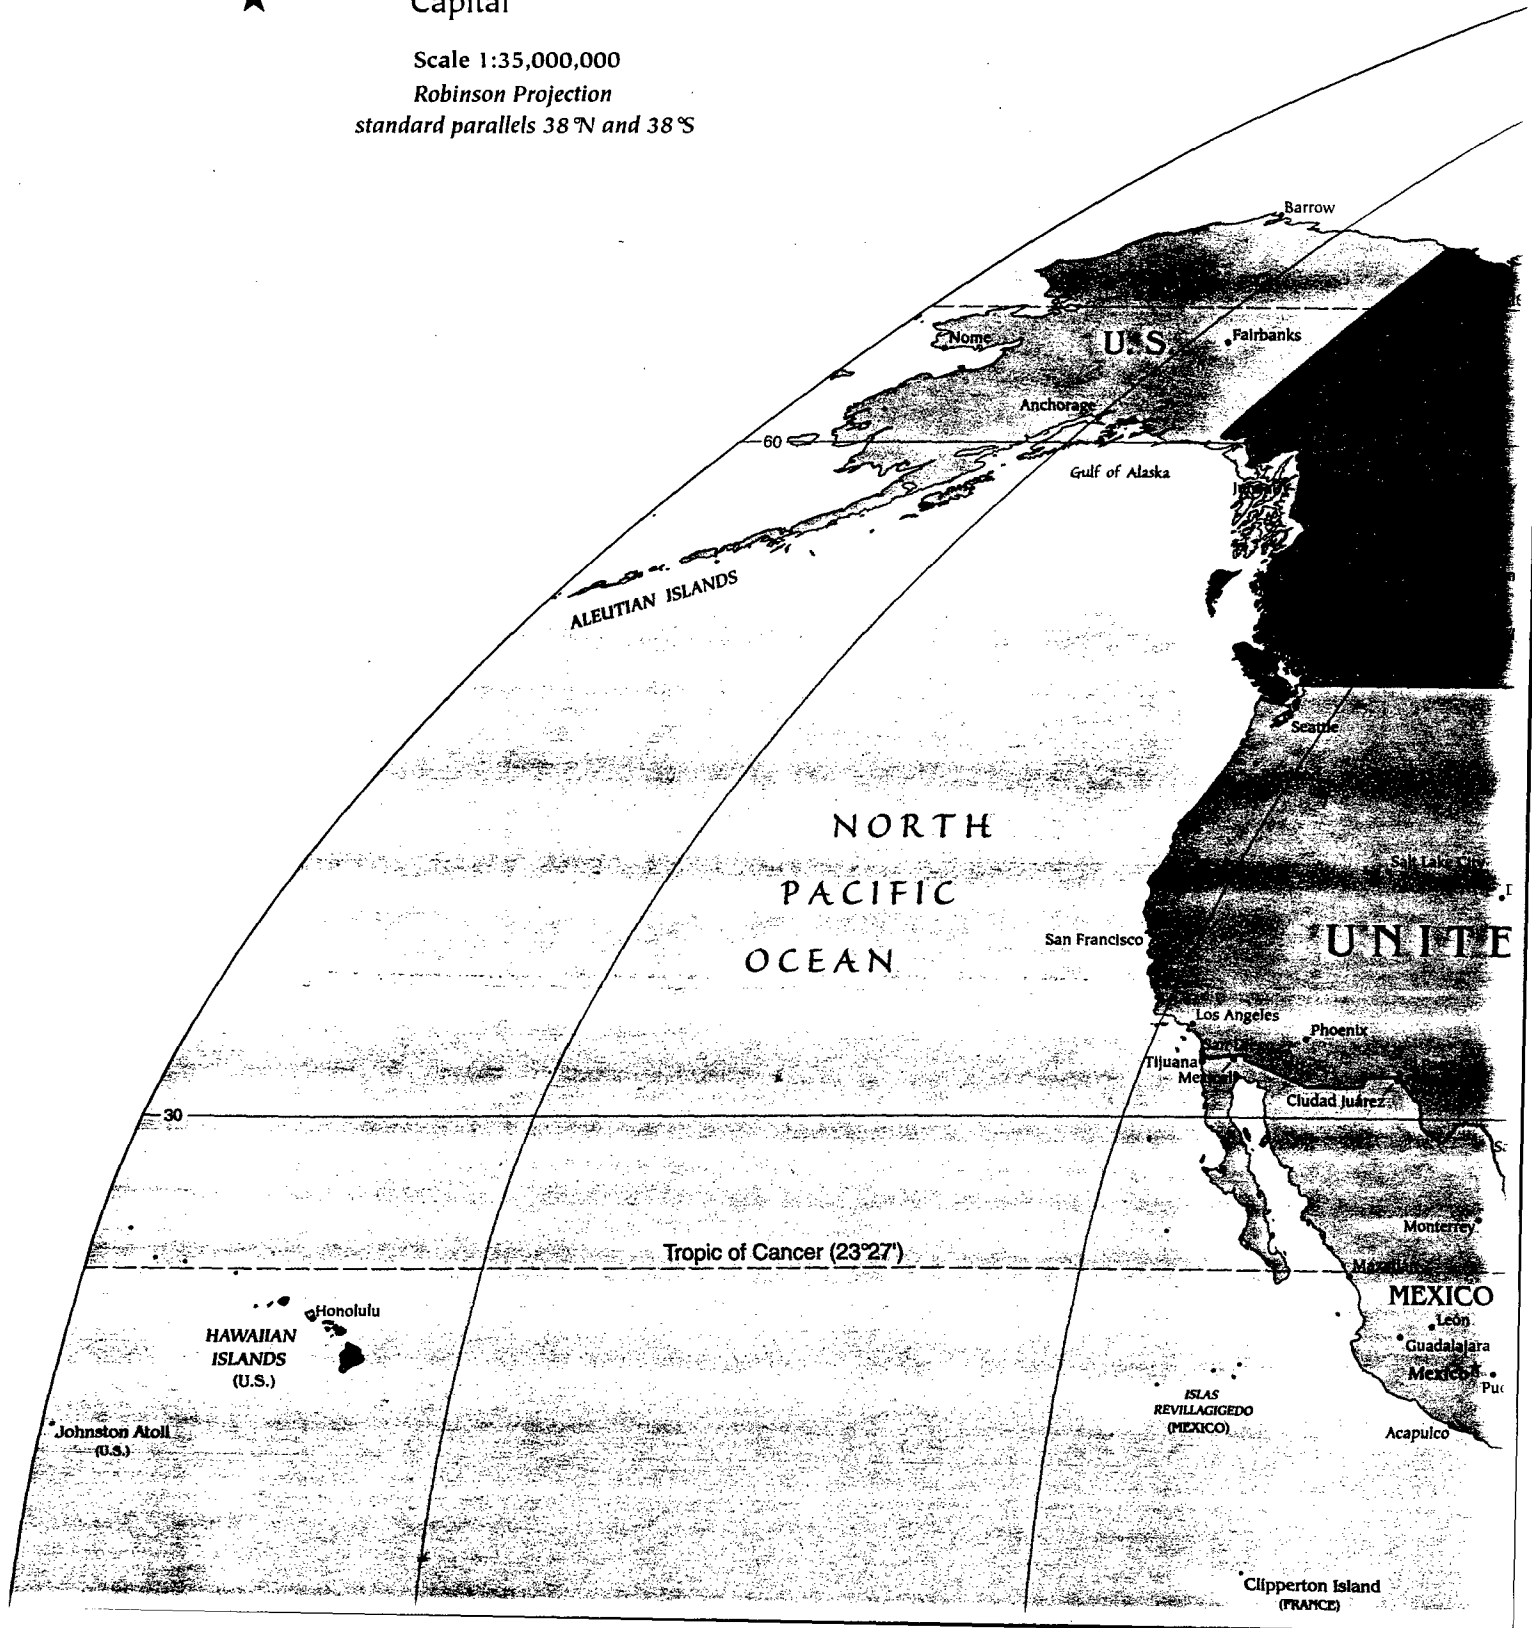 Capital
Scale 1:35,000,000
Robinson Projection
standard parallels 38°N and 38°S
Barrow
Nome
U.S.
Fairbanks
Anchorage
60
Gulf of Alaska
ALEUTIAN ISLANDS
Seattle
NORTH
PACIFIC
OCEAN
Salt Lake City
San Francisco
UNITE
Los Angeles
Phoenix
Tijuana
Ciudad Juárez
30
Monterrey
Tropic of Cancer (23°27')
MEXICO
Honolulu
León
HAWAIIAN
ISLANDS
(U.S.)
Guadalajara
Mexico
ISLAS
REVILLAGIGEDO
(MEXICO)
Johnston Atoll
(U.S.)
Acapulco
Clipperton Island
(FRANCE)